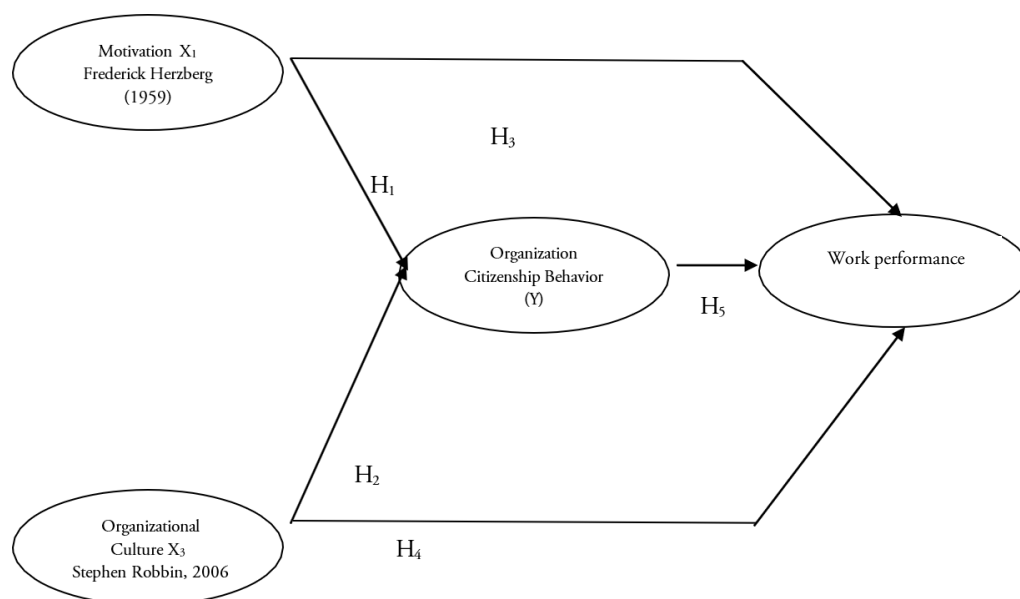 Motivation X₁
Frederick Herzberg
(1959)
H₃
H₁
Organization
Citizenship Behavior
(Y)
Work performance
H₅
H₂
Organizational
Culture X₃
Stephen Robbin, 2006
H₄